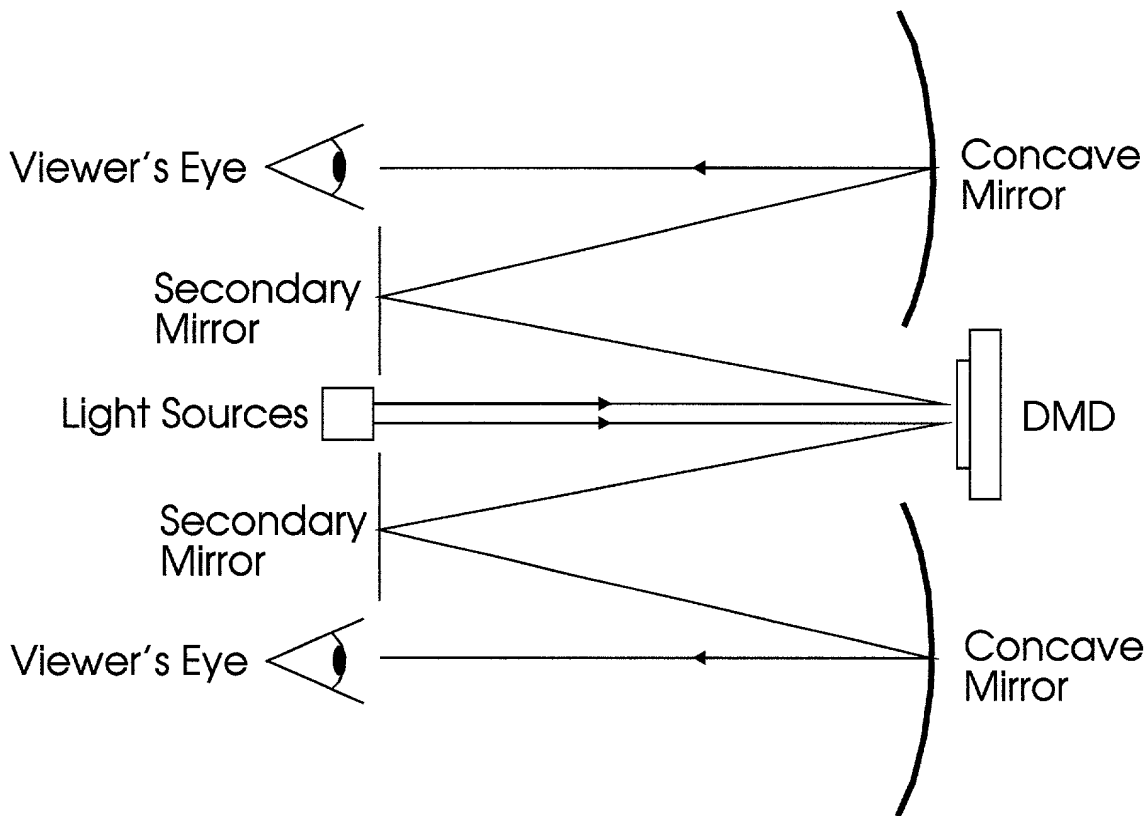 Viewer's Eye
Concave
Mirror
Secondary
Mirror
Light Sources
DMD
Secondary
Mirror
Viewer's Eye
Concave
Mirror